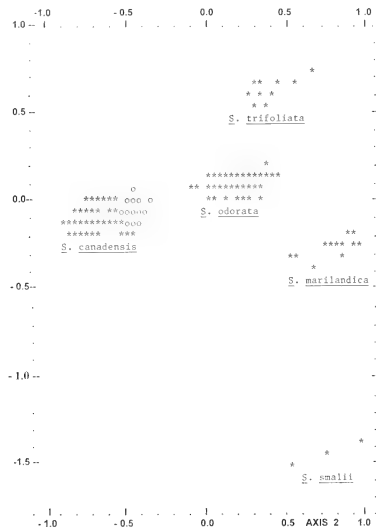 -1.0 -0.5 0.0 0.5 1.0
1.0 --
S. trifoliata
0.5 --
S. odorata
0.0 --
S. canadensis
S. marilandica
-0.5 --
-1.0 --
S. smalii
-1.5 --
-1.0 -0.5 0.0 0.5 AXIS 2 1.0